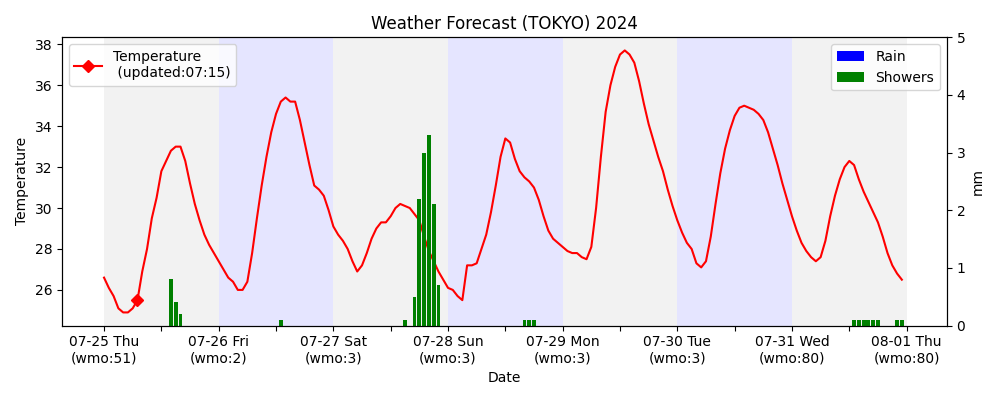 Weather Forecast (TOKYO) 2024
Temperature
(updated:07:15)
Rain
Showers
38
36
34
32
30
28
26
Temperature
5
4
3
2
1
0
mm
07-25 Thu
(wmo:51)
07-26 Fri
(wmo:2)
07-27 Sat
(wmo:3)
07-28 Sun
(wmo:3)
07-29 Mon
(wmo:3)
07-30 Tue
(wmo:3)
07-31 Wed
(wmo:80)
08-01 Thu
(wmo:80)
Date